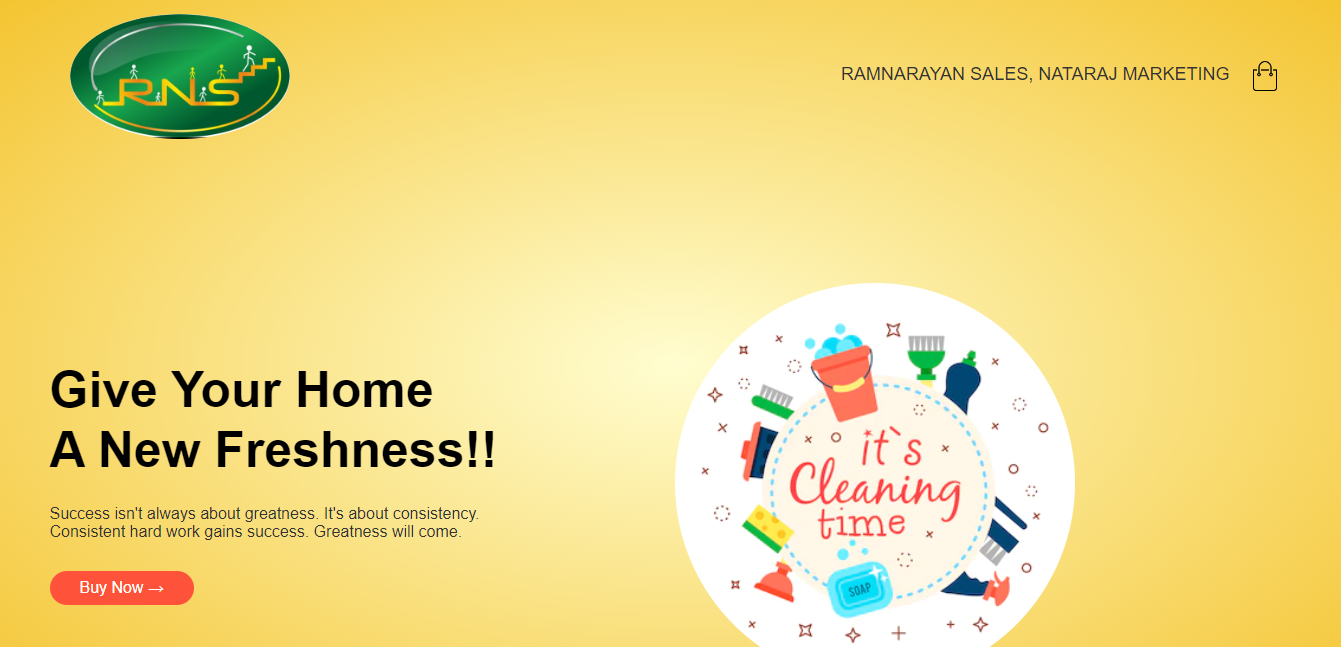 RNS
RAMNARAYAN SALES, NATARAJ MARKETING
Give Your Home
A New Freshness!!
Success isn't always about greatness. It's about consistency.
Consistent hard work gains success. Greatness will come.
Buy Now →
it`s
Cleaning
time
SOAP